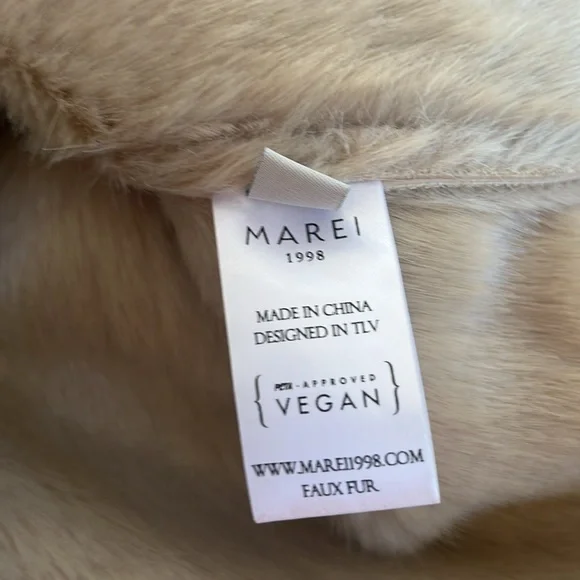 MAREI
1998
MADE IN CHINA
DESIGNED IN TLV
PETA-APPROVED
VEGAN
WWW.MAREI1998.COM
FAUX FUR